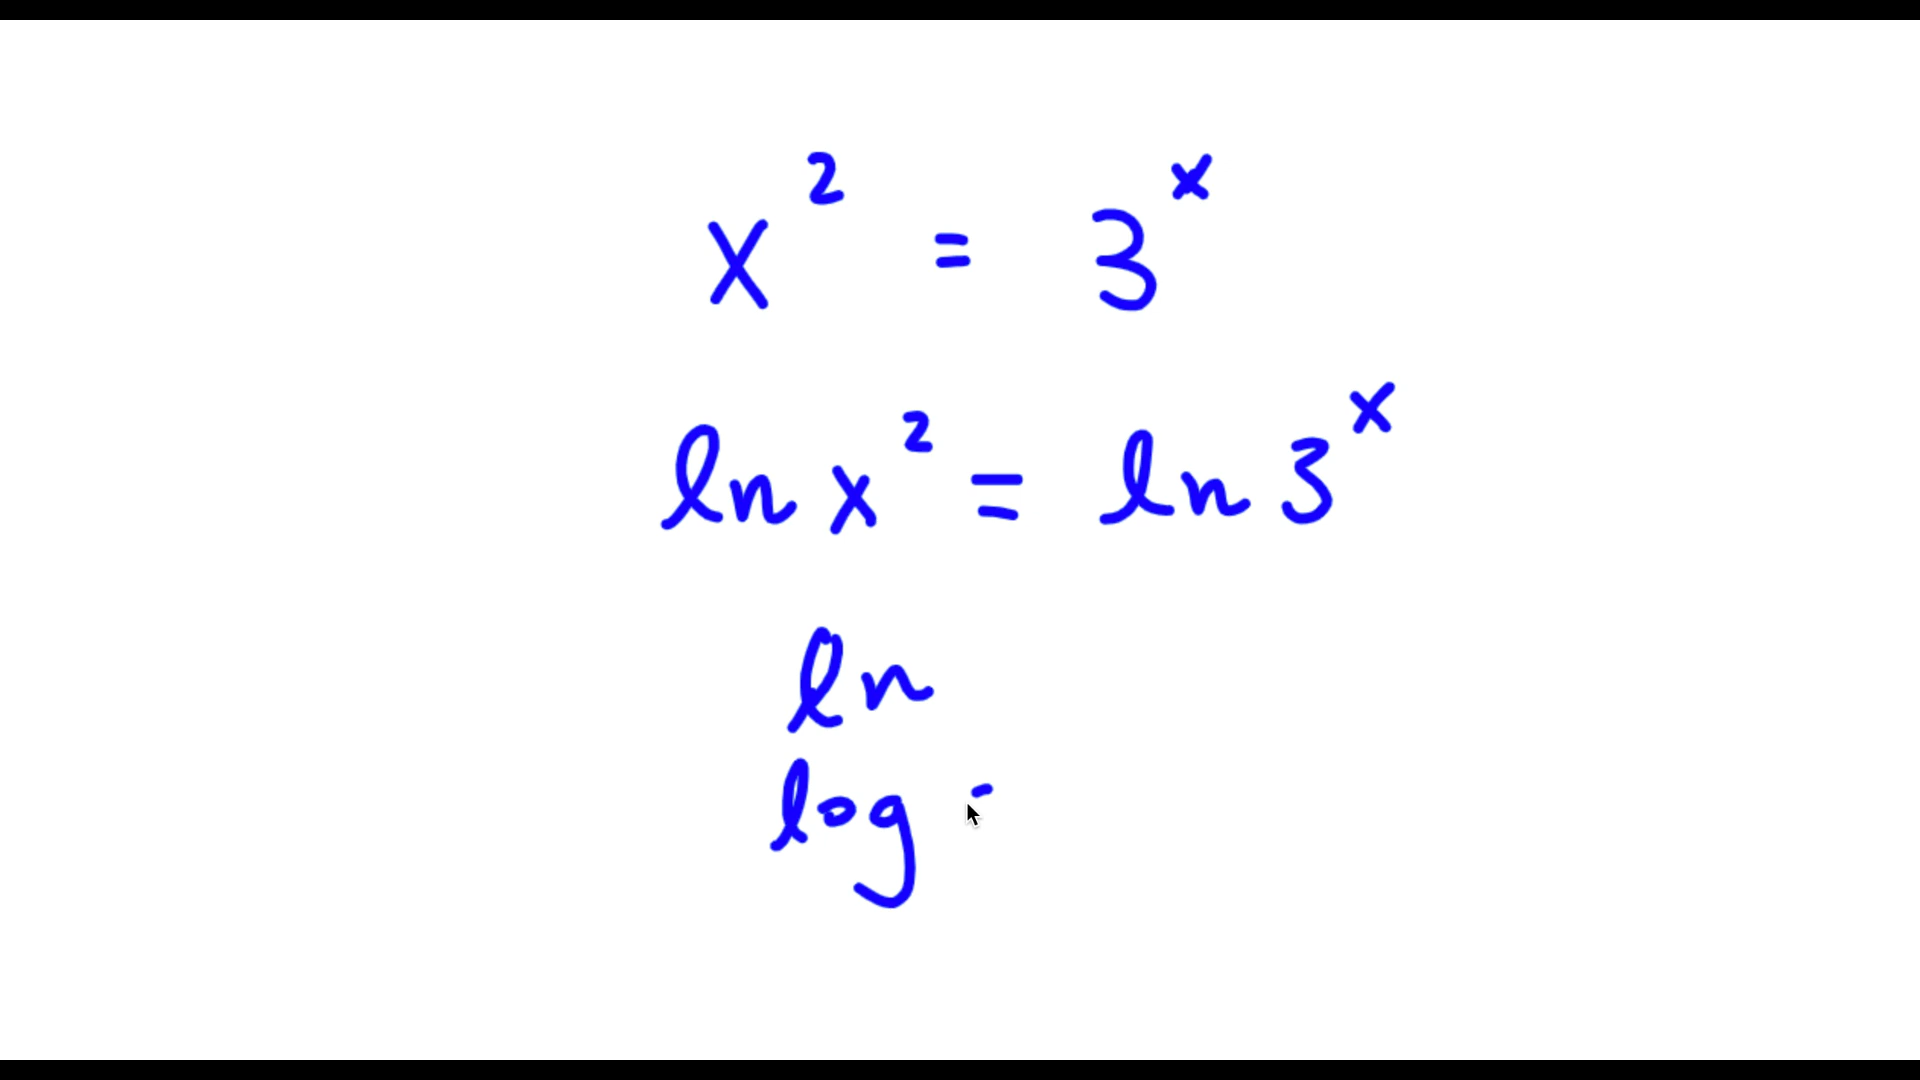 x² = 3ˣ
ln x² = ln 3ˣ
ln
log -